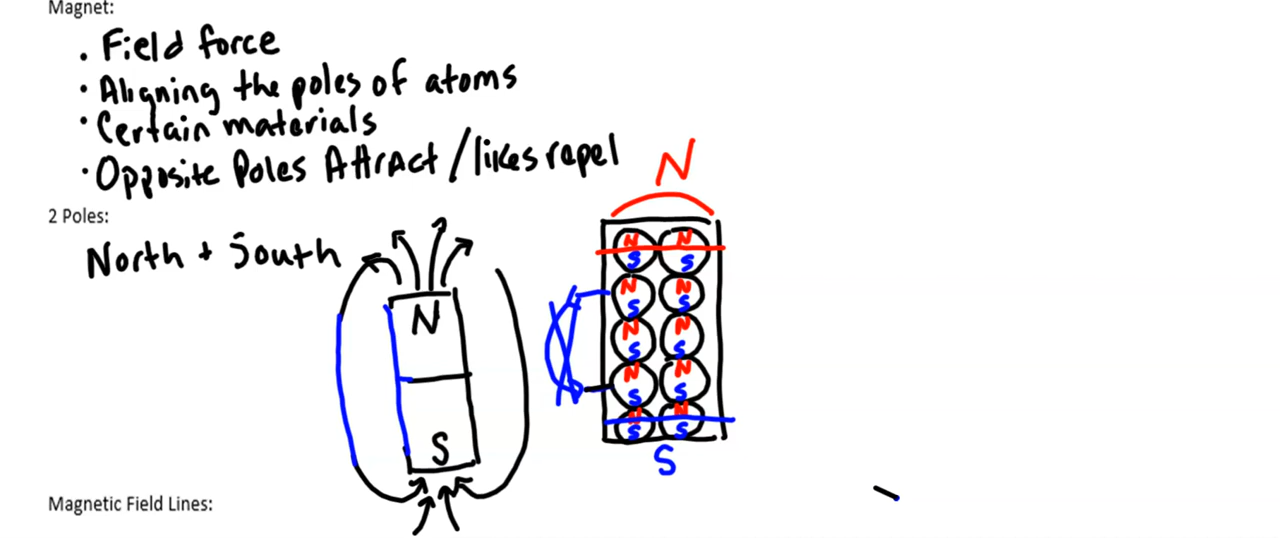 Magnet:
. Field force
· Aligning the poles of atoms
· Certain materials
· Opposite Poles Attract / likes repel
N
2 Poles:
North + South
N
S
N N
S S
N N
S S
N N
S S
N N
S S
N N
S S
S
Magnetic Field Lines: